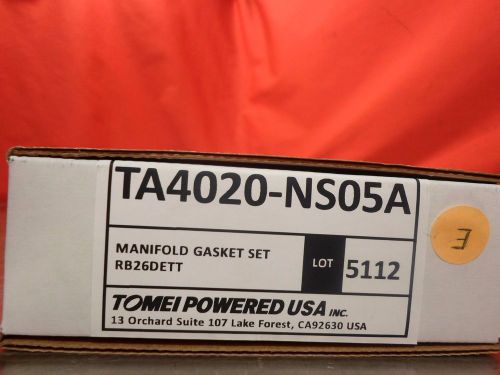 TA4020-NS05A
MANIFOLD GASKET SET
RB26DETT
LOT
5112
TOMEI POWERED USA INC.
13 Orchard Suite 107 Lake Forest, CA92630 USA
E